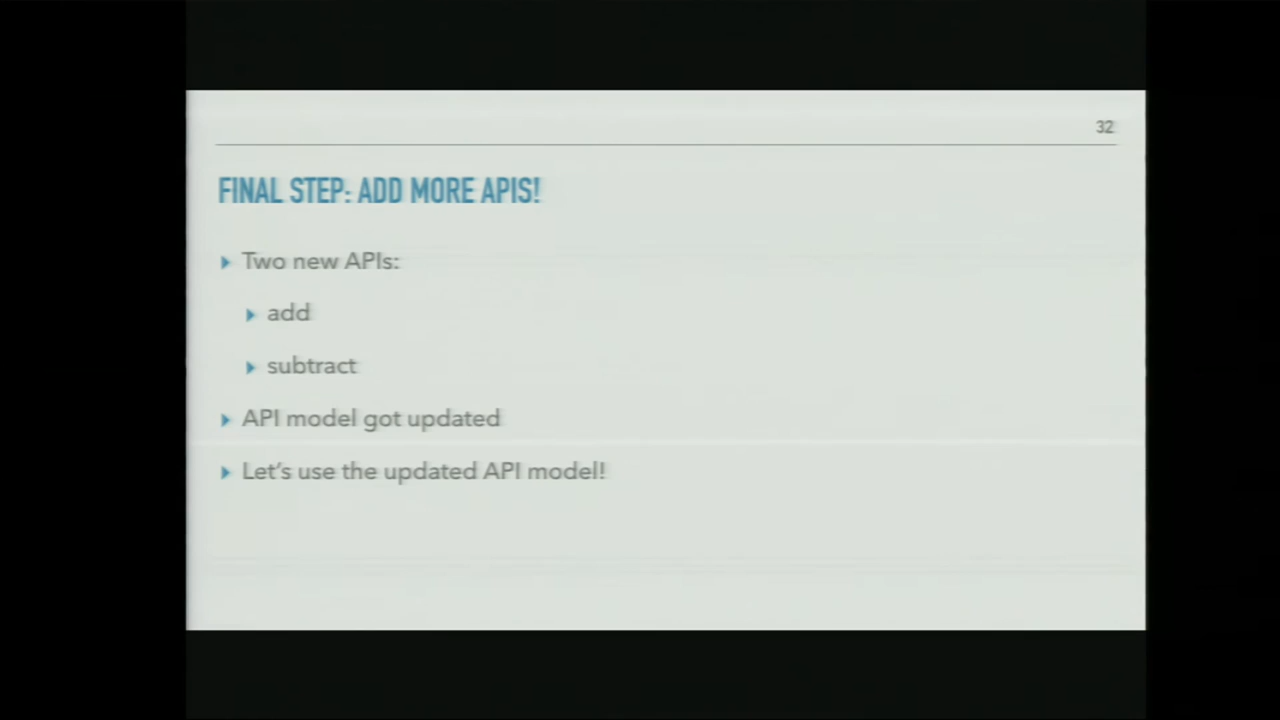 32
FINAL STEP: ADD MORE APIS!
Two new APIs:
add
subtract
API model got updated
Let's use the updated API model!